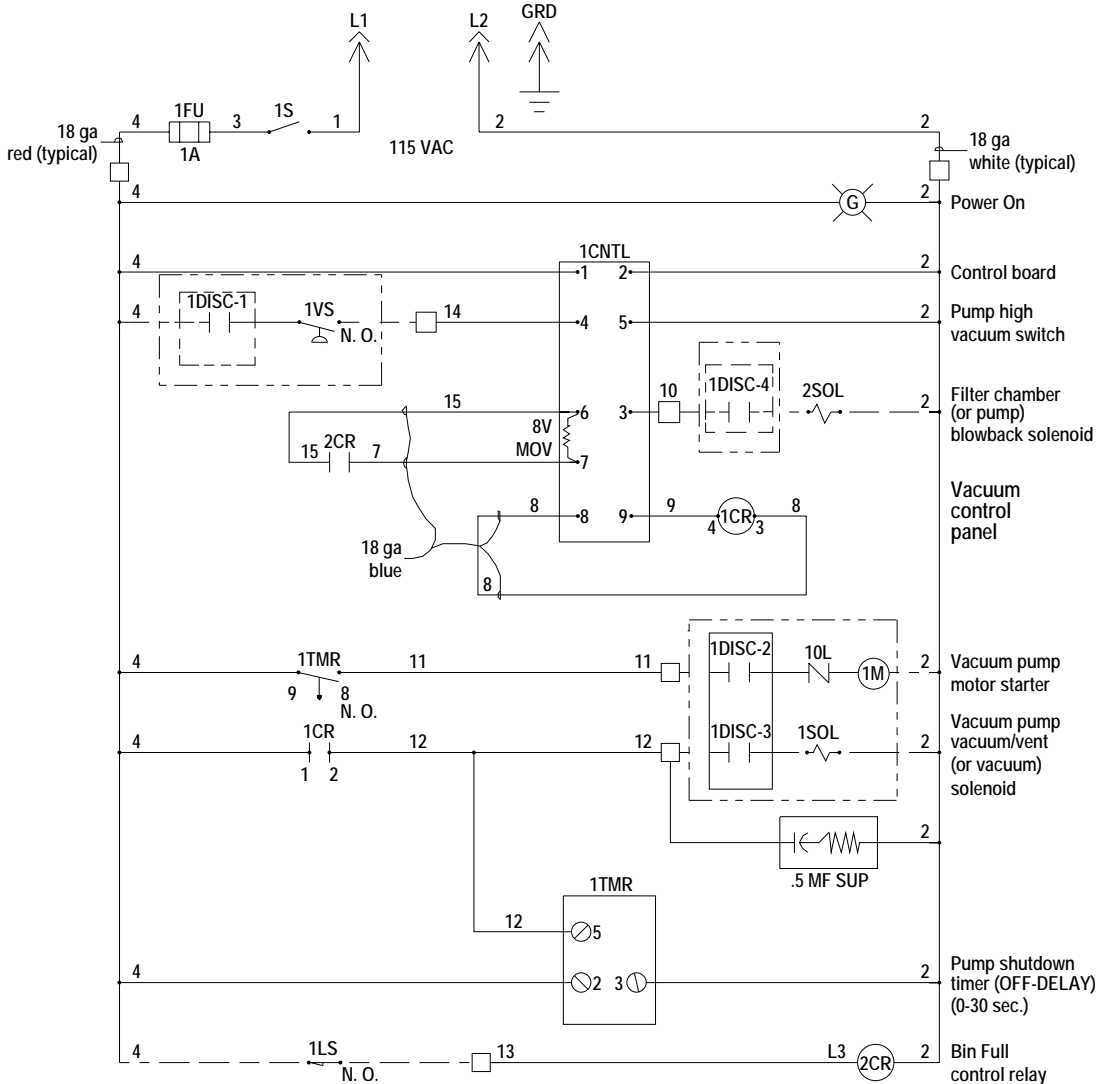 L1 L2 GRD
4 1FU 3 1S 1 2 2
1A
115 VAC
18 ga
red (typical)
18 ga
white (typical)
4 G 2 Power On
1CNTL
4 1 2 2 Control board
4 1DISC-1 1VS N. O. 14 4 5 2
Pump high
vacuum switch
15 6 3 10 1DISC-4 2SOL 2
Filter chamber
(or pump)
blowback solenoid
8V
MOV
15 2CR 7 7
Vacuum
control
panel
8 8 9 9 4 1CR 3 8
18 ga
blue
8
4 1TMR 11 11 1DISC-2 10L 1M 2
9 8
N. O.
Vacuum pump
motor starter
4 1CR 12 12 1DISC-3 1SOL 2
1 2
Vacuum pump
vacuum/vent
(or vacuum)
solenoid
2
.5 MF SUP
1TMR
12 5
4 2 3 2
Pump shutdown
timer (OFF-DELAY)
(0-30 sec.)
4 1LS 13 L3 2CR 2
N. O.
Bin Full
control relay